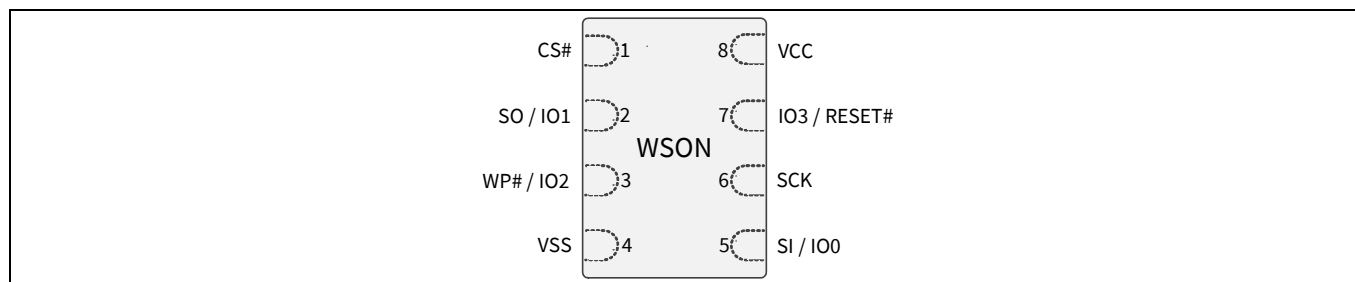 CS# 1 8 VCC
SO / IO1 2 7 IO3 / RESET#
WSON
WP# / IO2 3 6 SCK
VSS 4 5 SI / IO0